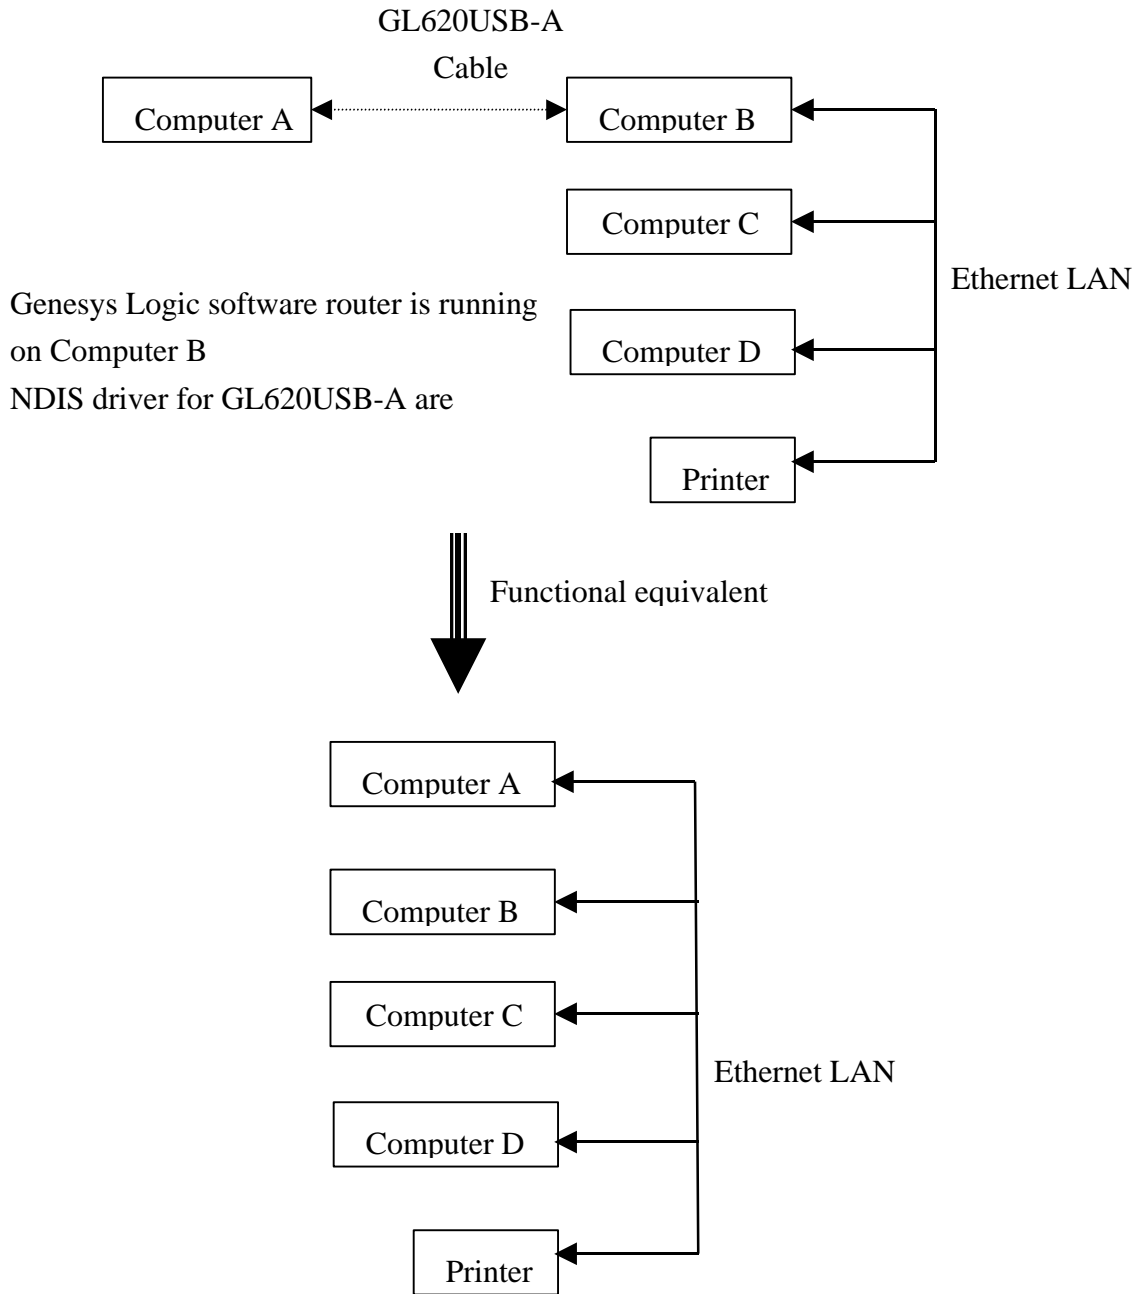 GL620USB-A
Cable
Computer A
Computer B
Computer C
Ethernet LAN
Genesys Logic software router is running
on Computer B
Computer D
NDIS driver for GL620USB-A are
Printer
Functional equivalent
Computer A
Computer B
Computer C
Ethernet LAN
Computer D
Printer